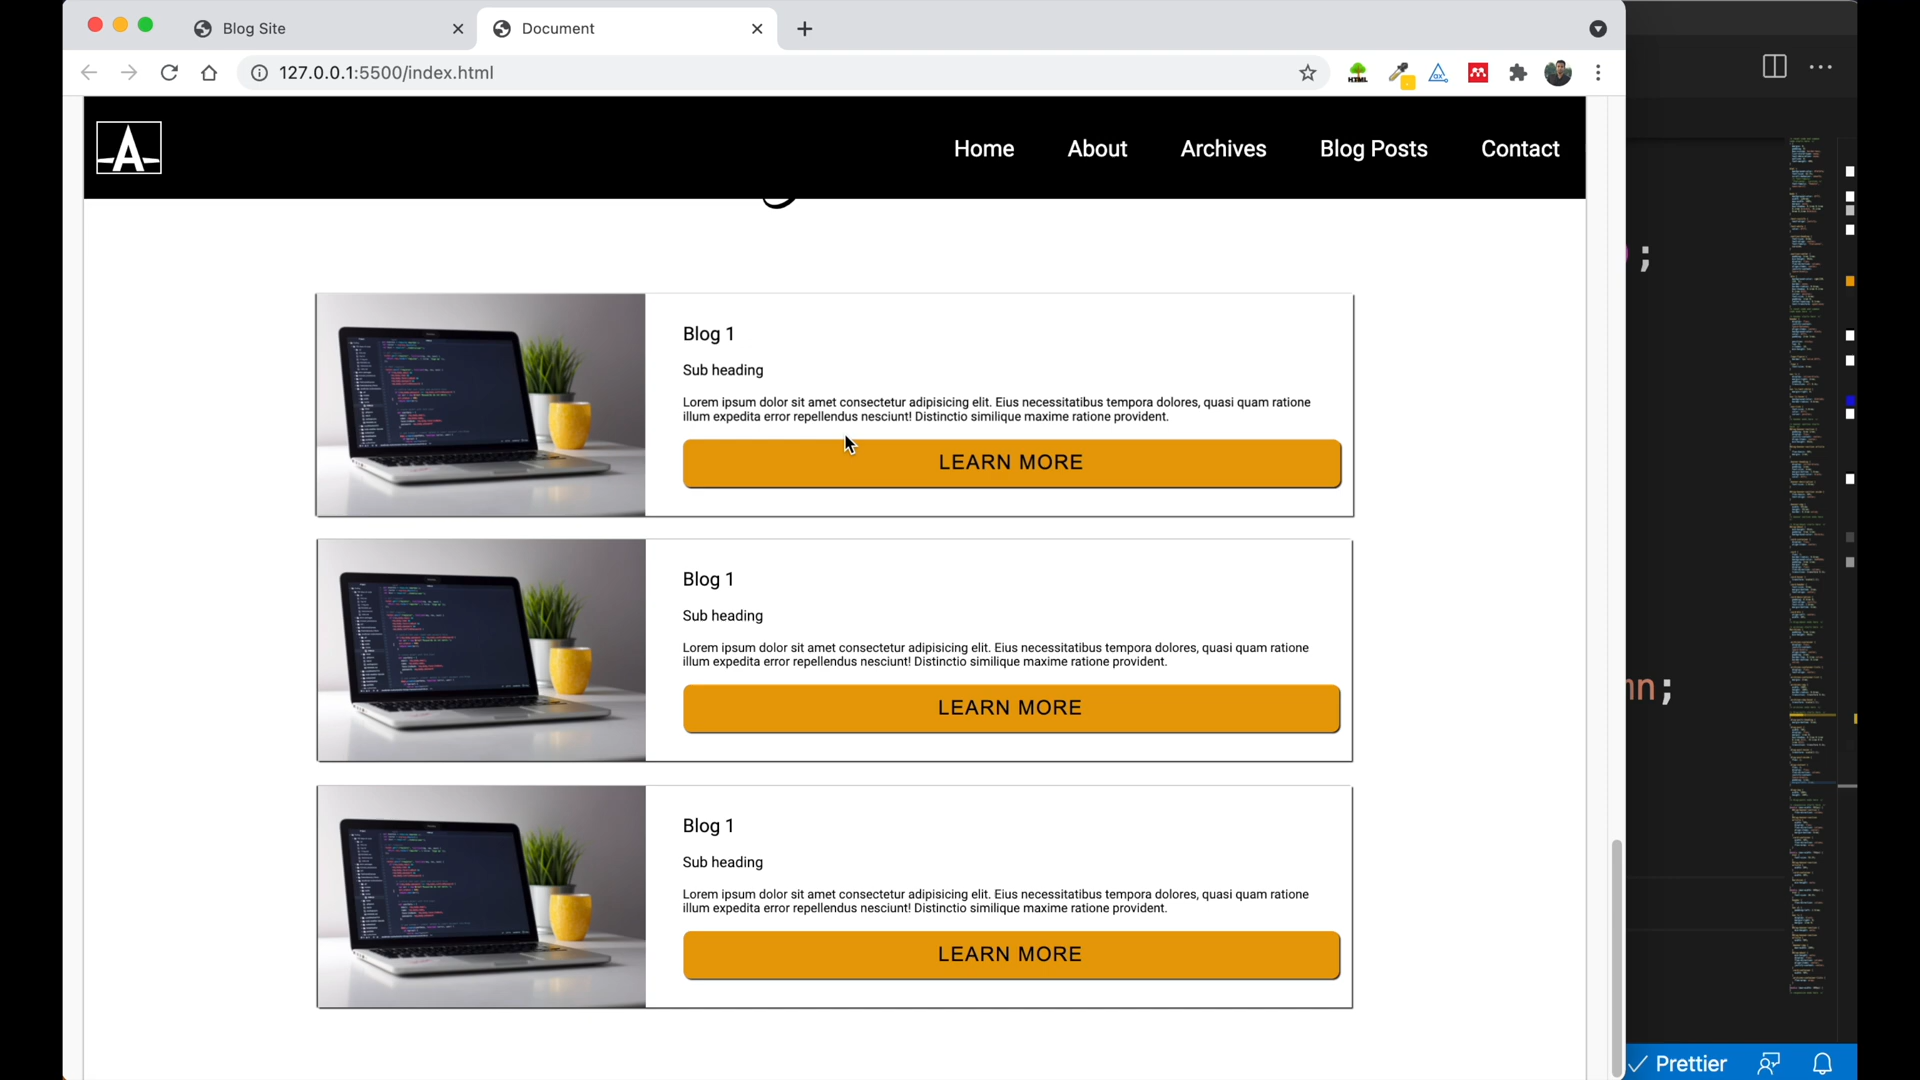 Blog Site
Document
127.0.0.1:5500/index.html
A
Home
About
Archives
Blog Posts
Contact
;
Blog 1
Sub heading
Lorem ipsum dolor sit amet consectetur adipisicing elit. Eius necessitatibus tempora dolores, quasi quam ratione
illum expedita error repellendus nesciunt! Distinctio similique maxime ratione provident.
LEARN MORE
Blog 1
Sub heading
Lorem ipsum dolor sit amet consectetur adipisicing elit. Eius necessitatibus tempora dolores, quasi quam ratione
illum expedita error repellendus nesciunt! Distinctio similique maxime ratione provident.
LEARN MORE
Blog 1
Sub heading
Lorem ipsum dolor sit amet consectetur adipisicing elit. Eius necessitatibus tempora dolores, quasi quam ratione
illum expedita error repellendus nesciunt! Distinctio similique maxime ratione provident.
LEARN MORE
Prettier